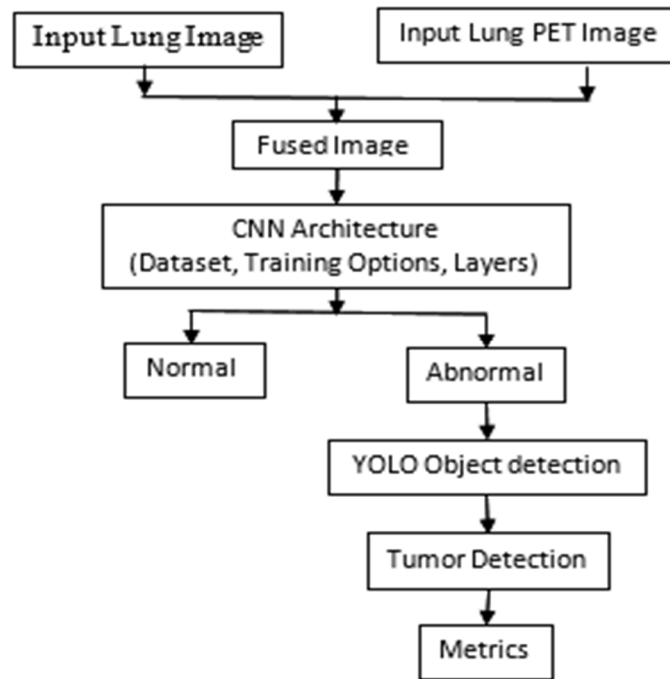 Input Lung Image
Input Lung PET Image
Fused Image
CNN Architecture
(Dataset, Training Options, Layers)
Normal
Abnormal
YOLO Object detection
Tumor Detection
Metrics